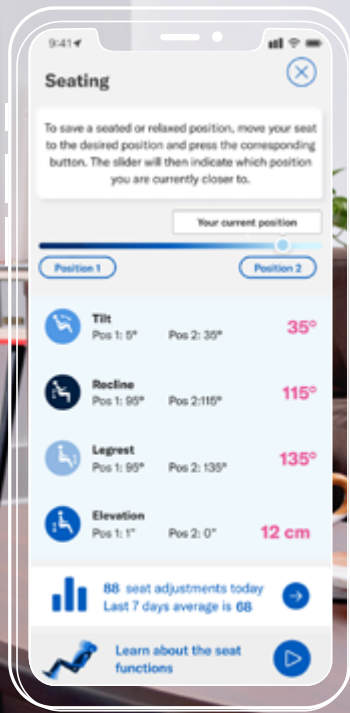 9:41
Seating
To save a seated or relaxed position, move your seat
to the desired position and press the corresponding
button. The slider will then indicate which position
you are currently closer to.
Your current position
Position 1
Position 2
Tilt
Pos 1: 5° Pos 2: 35° 35°
Recline
Pos 1: 95° Pos 2:115° 115°
Legrest
Pos 1: 95° Pos 2: 135° 135°
Elevation
Pos 1: 1" Pos 2: 0" 12 cm
88 seat adjustments today
Last 7 days average is 68
Learn about the seat
functions